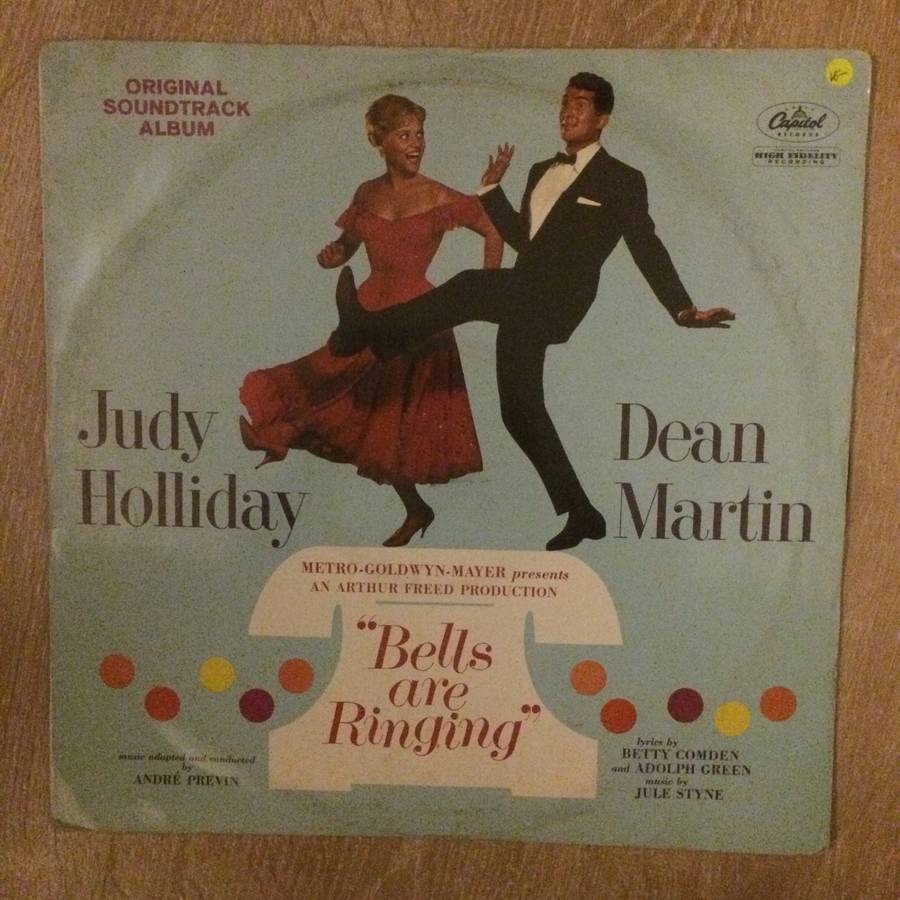 ORIGINAL
SOUNDTRACK
ALBUM
Capitol
RECORDS
HIGH FIDELITY
RECORDING
Judy
Holliday
Dean
Martin
METRO-GOLDWYN-MAYER presents
AN ARTHUR FREED PRODUCTION
“Bells
are
Ringing”
music adapted and conducted
by
ANDRÉ PREVIN
lyrics by
BETTY COMDEN
and ADOLPH GREEN
music by
JULE STYNE